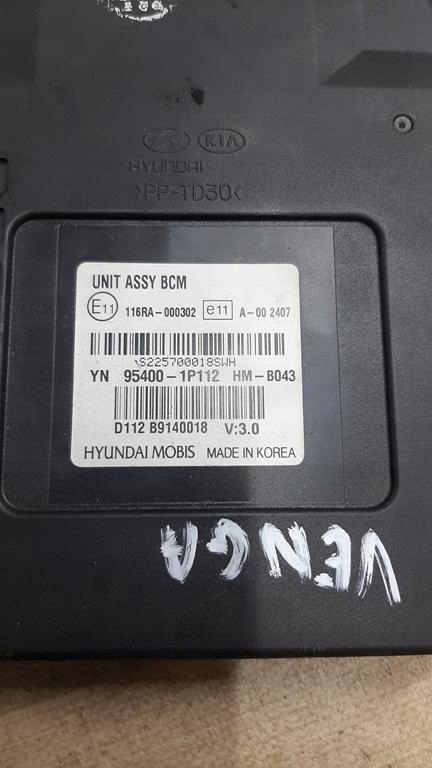 HYUNDAI KIA
>PP-TD30<
UNIT ASSY BCM
E11 116RA-000302 e11 A-00 2407
\S225700018SWH
YN 95400-1P112 HM-B043
D112 B9140018 V:3.0
HYUNDAI MOBIS MADE IN KOREA
VENGA